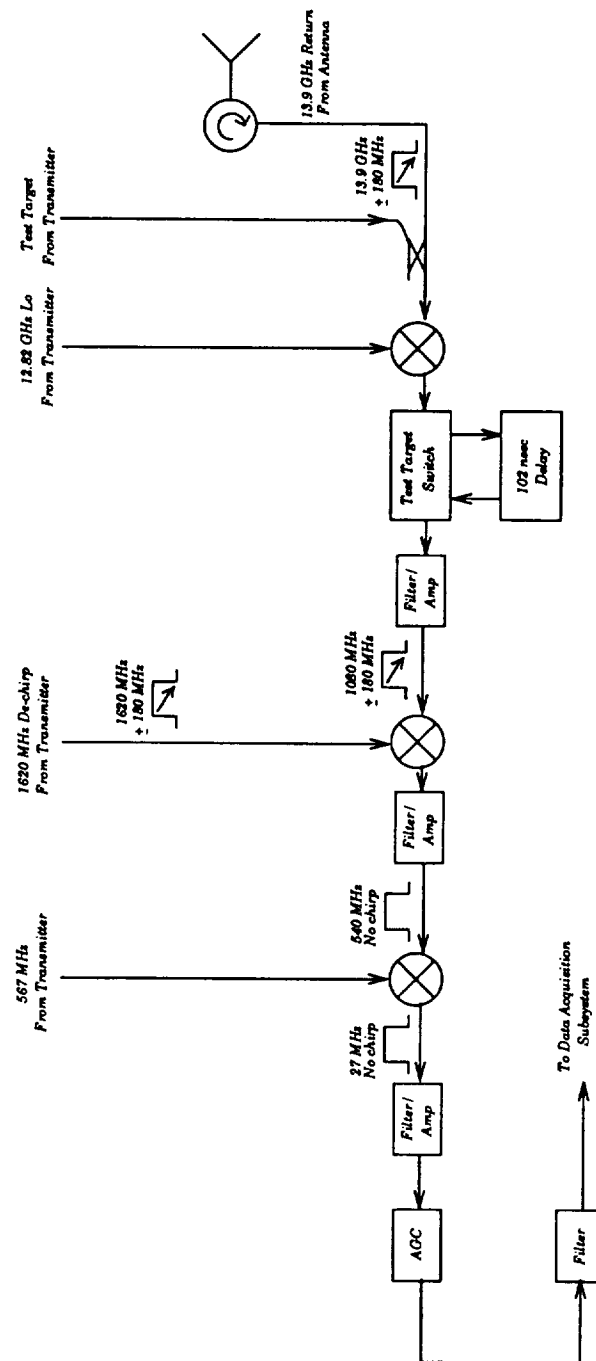 13.9 GHz Return
From Antenna
Test Target
From Transmitter
13.9 GHz
± 180 MHz
12.82 GHz Lo
From Transmitter
Test Target
Switch
102 nsec
Delay
Filter/
Amp
1080 MHz
± 180 MHz
1620 MHz De-chirp
From Transmitter
1620 MHz
± 180 MHz
Filter/
Amp
540 MHz
No chirp
567 MHz
From Transmitter
27 MHz
No chirp
Filter/
Amp
AGC
Filter
To Data Acquisition
Subsystem